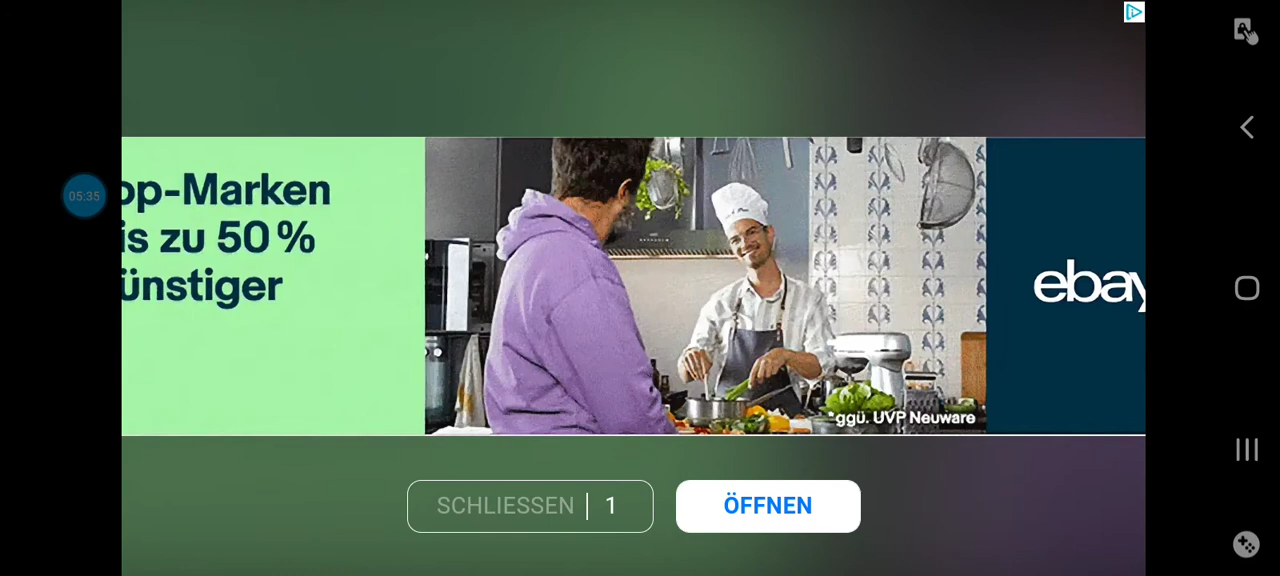 05:35
op-Marken
is zu 50 %
ünstiger
ebay
*ggü. UVP Neuware
SCHLIESSEN | 1
ÖFFNEN